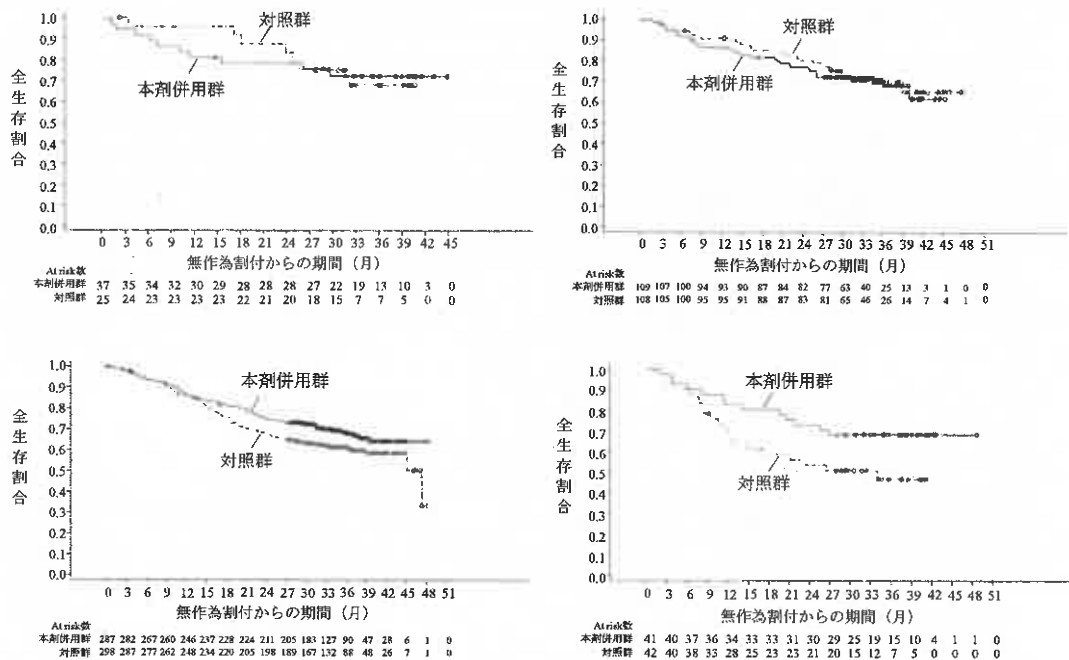 全生存割合
1.0
0.9
0.8
0.7
0.6
0.5
0.4
0.3
0.2
0.1
0.0
対照群
本剤併用群
0 3 6 9 12 15 18 21 24 27 30 33 36 39 42 45
無作為割付からの期間（月）
At risk数
本剤併用群 37 35 34 32 30 29 28 28 28 27 22 19 13 10 3 0
対照群 25 24 23 23 23 23 22 21 20 18 15 7 7 5 0 0
全生存割合
1.0
0.9
0.8
0.7
0.6
0.5
0.4
0.3
0.2
0.1
0.0
対照群
本剤併用群
0 3 6 9 12 15 18 21 24 27 30 33 36 39 42 45 48 51
無作為割付からの期間（月）
At risk数
本剤併用群 109 107 100 94 93 90 87 84 82 77 63 40 25 13 3 1 0 0
対照群 108 105 100 95 95 91 88 87 83 81 65 46 26 14 7 4 1 0
全生存割合
1.0
0.9
0.8
0.7
0.6
0.5
0.4
0.3
0.2
0.1
0.0
本剤併用群
対照群
0 3 6 9 12 15 18 21 24 27 30 33 36 39 42 45 48 51
無作為割付からの期間（月）
At risk数
本剤併用群 287 282 267 260 246 237 228 224 211 205 183 127 90 47 28 6 1 0
対照群 298 287 277 262 248 234 220 205 198 189 167 132 88 48 26 7 1 0
全生存割合
1.0
0.9
0.8
0.7
0.6
0.5
0.4
0.3
0.2
0.1
0.0
本剤併用群
対照群
0 3 6 9 12 15 18 21 24 27 30 33 36 39 42 45 48 51
無作為割付からの期間（月）
At risk数
本剤併用群 41 40 37 36 34 33 33 31 30 29 25 19 15 10 4 1 1 0
対照群 42 40 38 33 28 25 23 23 21 20 15 12 7 5 0 0 0 0